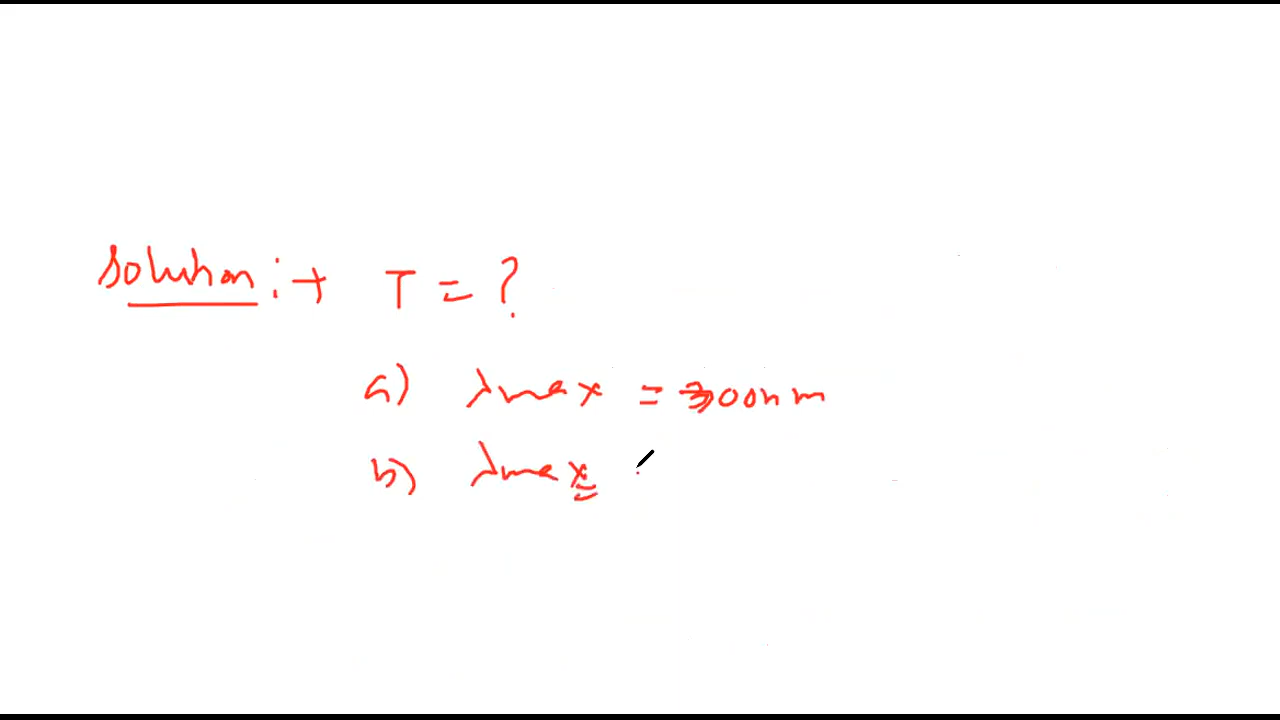 Solution :+ T = ?
a) λmax = 300nm
b) λmax =